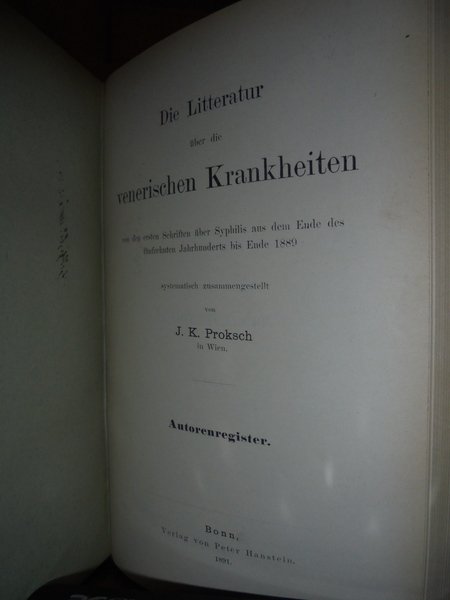 Die Litteratur
über die
venerischen Krankheiten
von den ersten Schriften über Syphilis aus dem Ende des
fünfzehnten Jahrhunderts bis Ende 1889
systematisch zusammengestellt
von
J. K. Proksch
in Wien.
Autorenregister.
Bonn,
Verlag von Peter Hanstein.
1891.